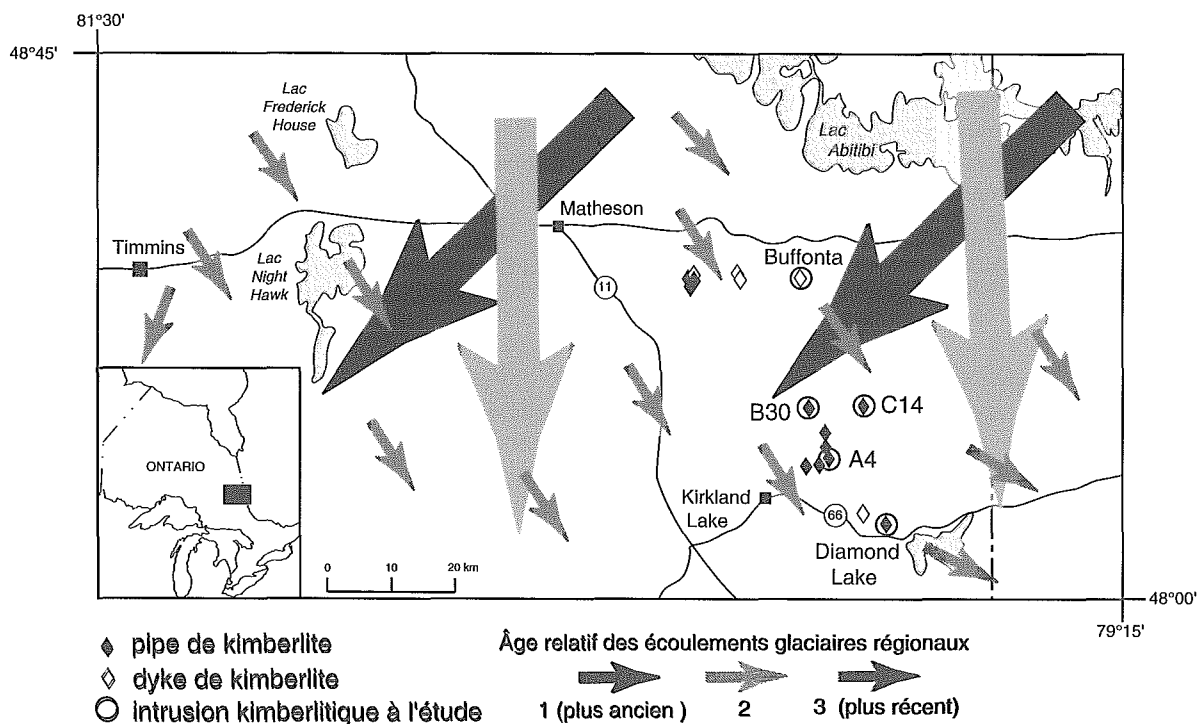 81°30'
48°45'
Lac
Frederick
House
Lac
Abitibi
Matheson
Timmins
Lac
Night
Hawk
Buffonta
11
B30
C14
A4
ONTARIO
Kirkland
Lake
66
Diamond
Lake
0 10 20 km
48°00'
79°15'
pipe de kimberlite
dyke de kimberlite
intrusion kimberlitique à l'étude
Âge relatif des écoulements glaciaires régionaux
1 (plus ancien ) 2 3 (plus récent)